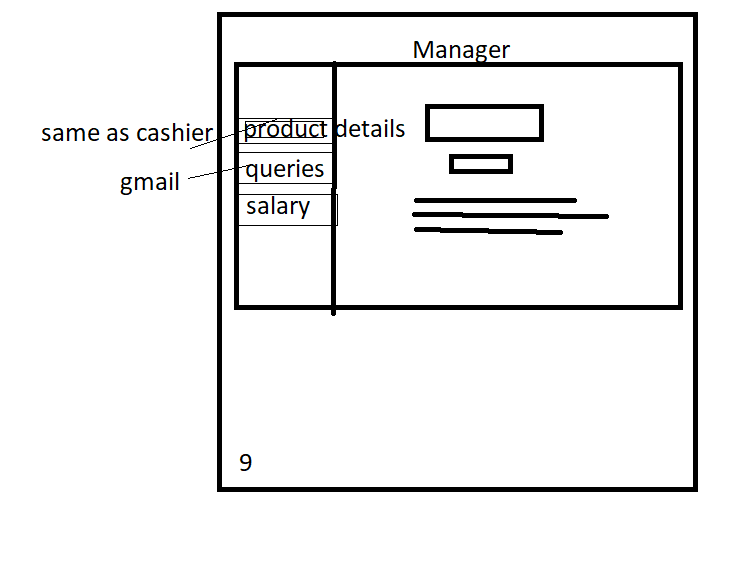 Manager
same as cashier
product details
gmail
queries
salary
9